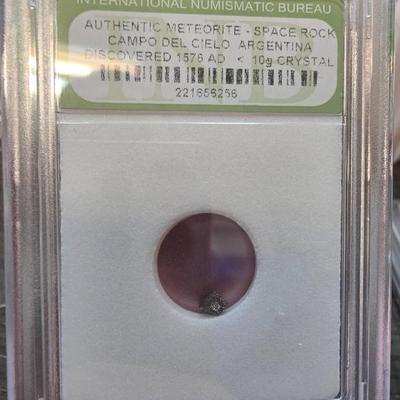 INTERNATIONAL NUMISMATIC BUREAU
AUTHENTIC METEORITE - SPACE ROCK
CAMPO DEL CIELO ARGENTINA
DISCOVERED 1576 AD < 10g CRYSTAL
221656256